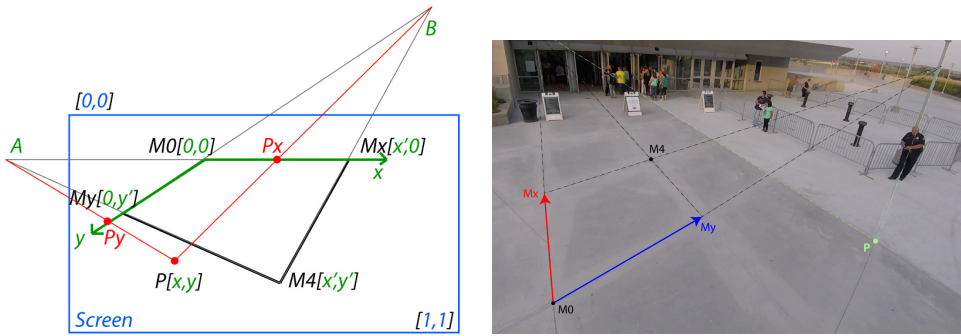 B
[0,0]
A
M0[0,0]
Px
Mx[x',0]
x
My[0,y']
y
Py
P[x,y]
M4[x',y']
Screen
[1,1]
M4
Mx
My
P
M0